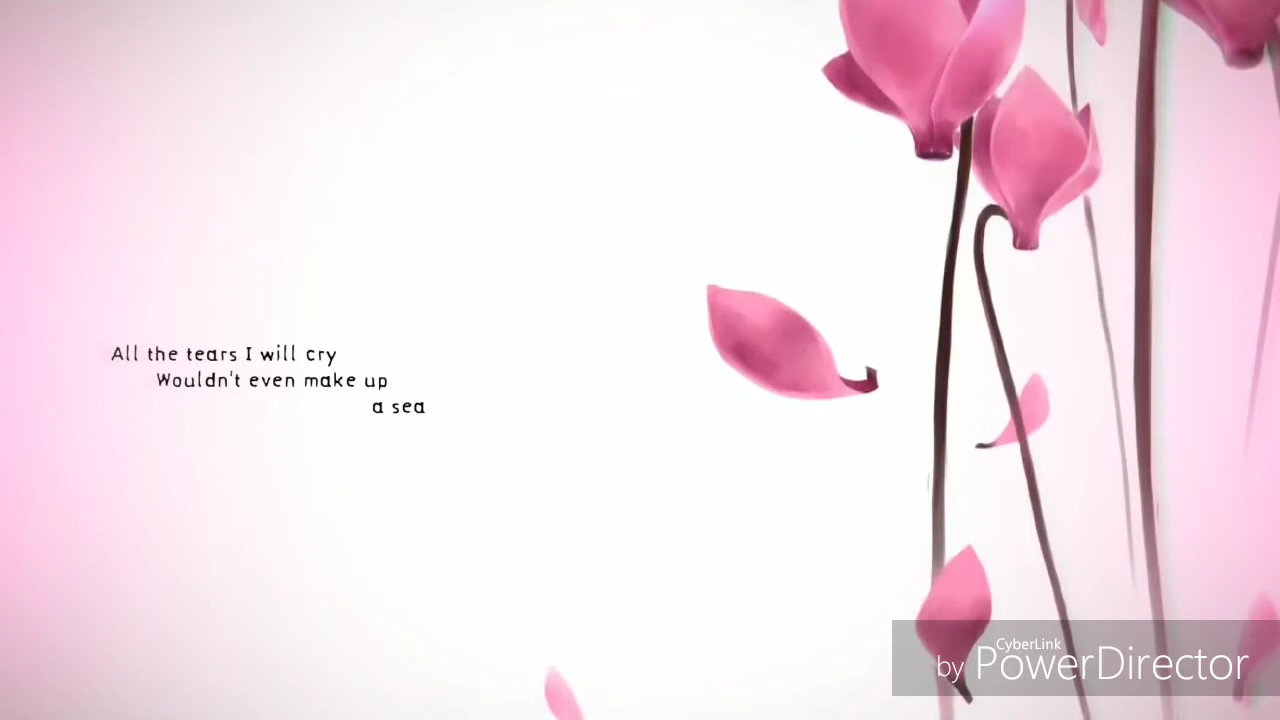 All the tears I will cry
Wouldn't even make up
a sea
CyberLink
by PowerDirector